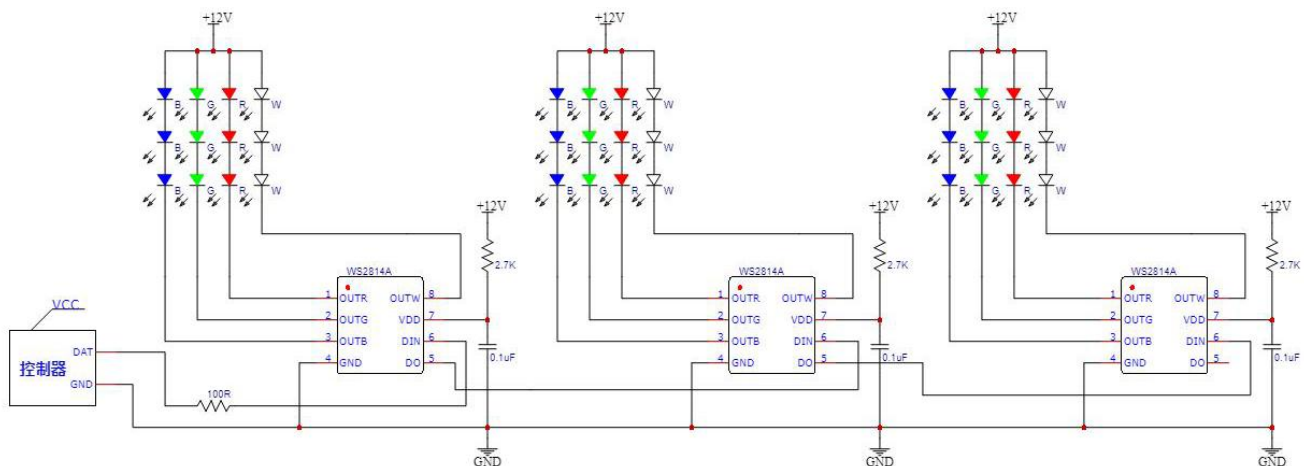 +12V
+12V
+12V
B G R W
B G R W
B G R W
B G R W
B G R W
B G R W
B G R W
B G R W
B G R W
+12V
+12V
+12V
2.7K
2.7K
2.7K
WS2814A
WS2814A
WS2814A
1 OUTR OUTW 8
1 OUTR OUTW 8
1 OUTR OUTW 8
2 OUTG VDD 7
2 OUTG VDD 7
2 OUTG VDD 7
3 OUTB DIN 6
3 OUTB DIN 6
3 OUTB DIN 6
4 GND DO 5
4 GND DO 5
4 GND DO 5
0.1uF
0.1uF
0.1uF
VCC
DAT
控制器
GND
100R
GND
GND
GND